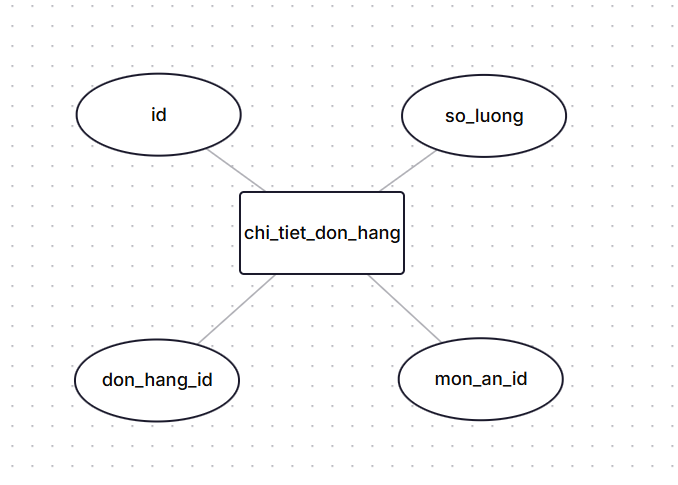 id
so_luong
chi_tiet_don_hang
don_hang_id
mon_an_id